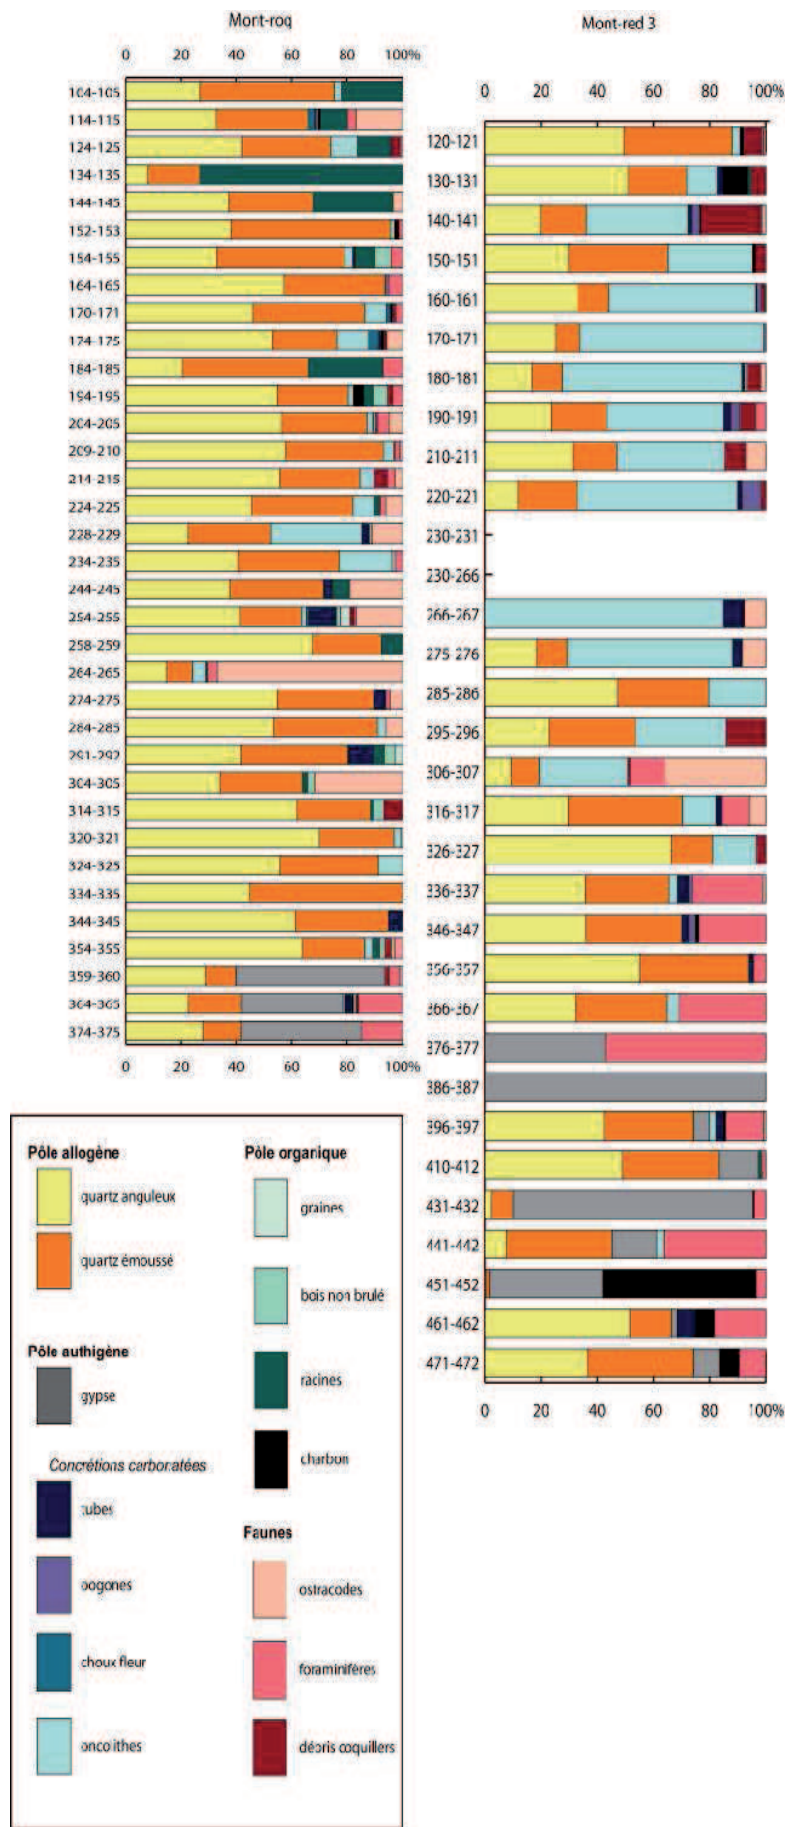 Mont-roq
0 20 40 60 80 100%
104-105
114-115
124-125
134-135
144-145
152-153
154-155
164-165
170-171
174-175
184-185
194-195
204-205
209-210
214-215
224-225
228-229
234-235
244-245
254-255
258-259
264-265
274-275
284-285
291-292
304-305
314-315
320-321
324-325
334-335
344-345
354-355
359-360
364-365
374-375
0 20 40 60 80 100%
Mont-red 3
0 20 40 60 80 100%
120-121
130-131
140-141
150-151
160-161
170-171
180-181
190-191
210-211
220-221
230-231
230-266
266-267
275-276
285-286
295-296
306-307
316-317
326-327
336-337
346-347
356-357
366-367
376-377
386-387
396-397
410-412
431-432
441-442
451-452
461-462
471-472
0 20 40 60 80 100%
Pôle allogène
quartz anguleux
quartz émoussé
Pôle authigène
gypse
Concrétions carbonatées
tubes
pogones
choux fleur
oncolithes
Pôle organique
graines
bois non brulé
racines
charbon
Faunes
ostracodes
foraminifères
débris coquillers